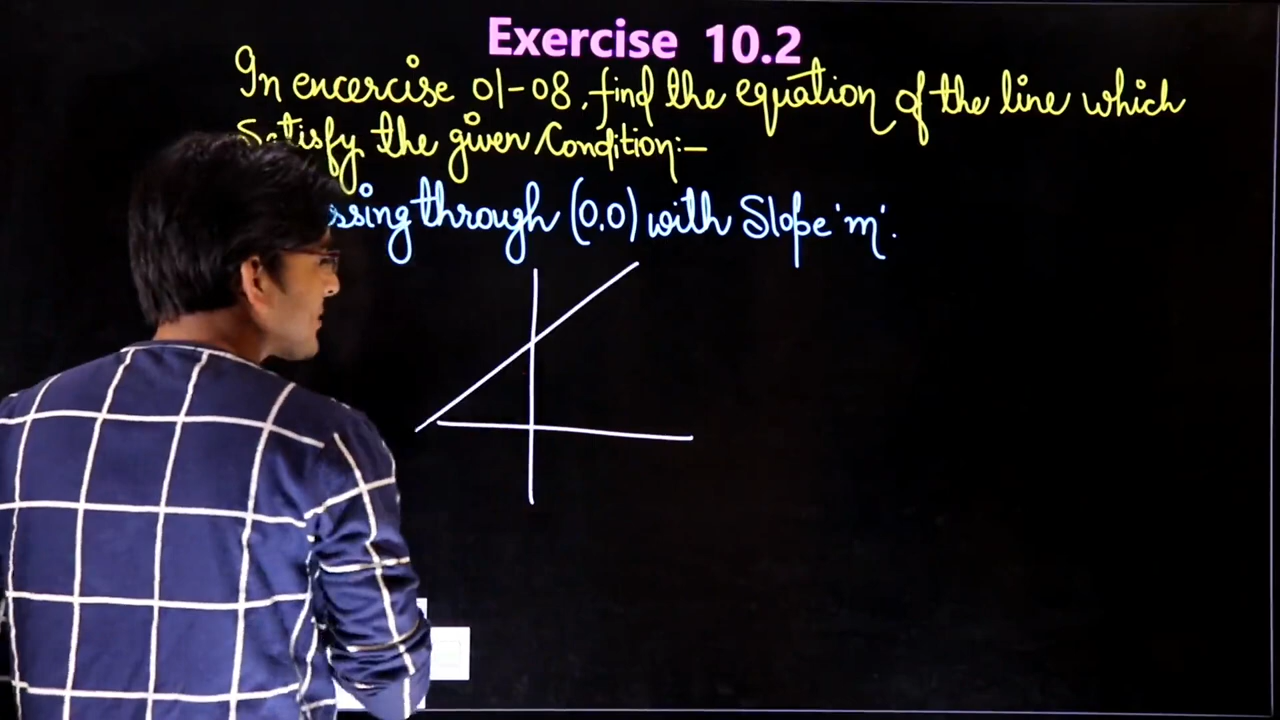 Exercise 10.2
In encercise 01-08, find the equation of the line which
Satisfy the given Condition:-
through (0,0) with Slope 'm'.